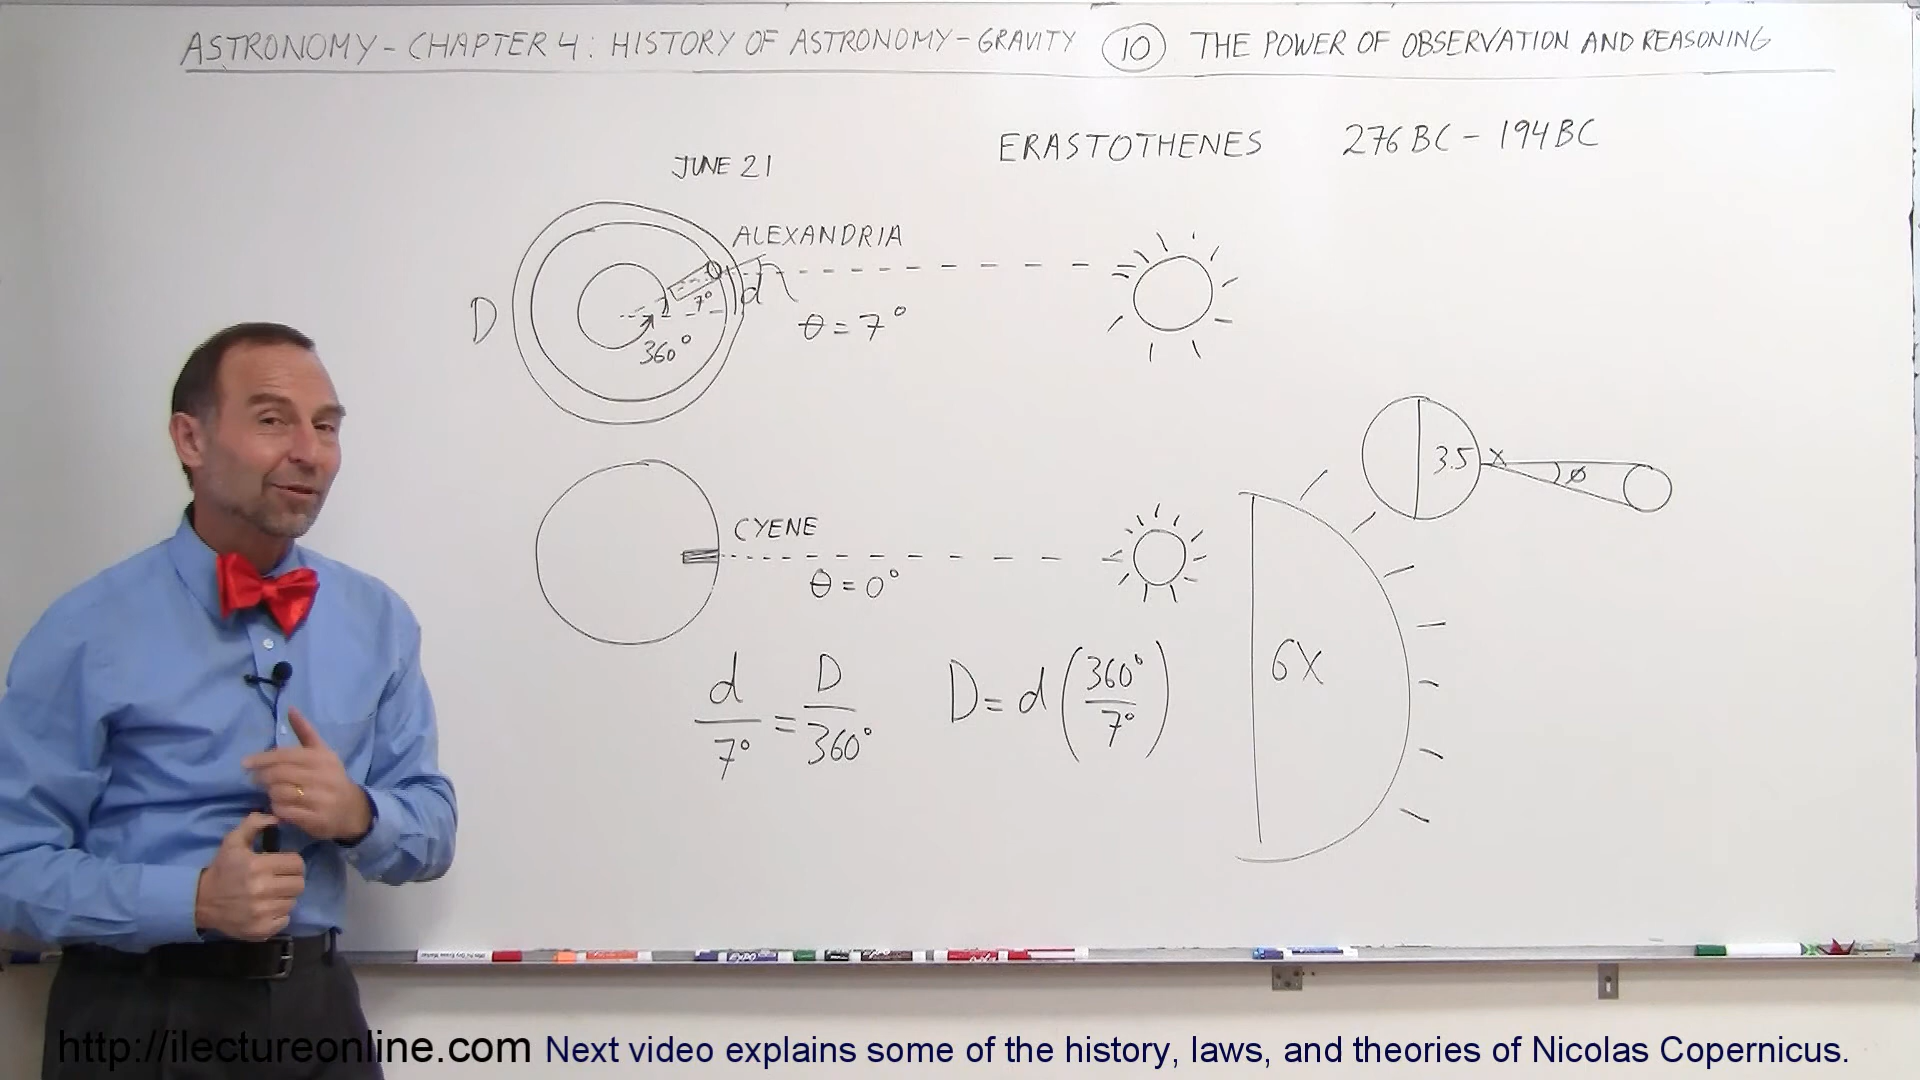 ASTRONOMY - CHAPTER 4: HISTORY OF ASTRONOMY - GRAVITY 10 THE POWER OF OBSERVATION AND REASONING
ERASTOTHENES 276 BC - 194 BC
JUNE 21
ALEXANDRIA
D
7°
d
θ = 7°
360°
3.5 X
ø
CYENE
θ = 0°
6X
d/7° = D/360°
D = d(360°/7°)
http://ilectureonline.com Next video explains some of the history, laws, and theories of Nicolas Copernicus.